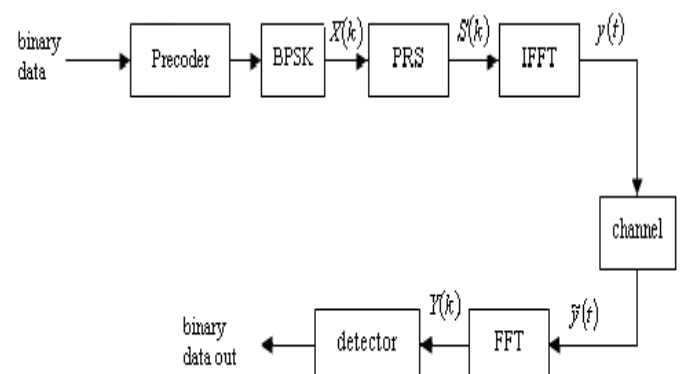 binary
data
Precoder
BPSK
X(k)
PRS
S(k)
IFFT
y(t)
channel
ỹ(t)
FFT
Y(k)
detector
binary
data out